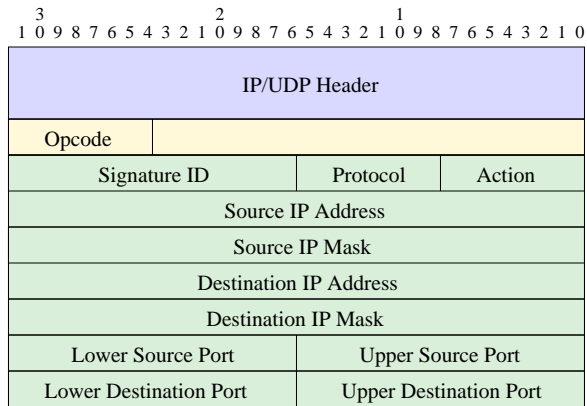 3 2 1
1 0 9 8 7 6 5 4 3 2 1 0 9 8 7 6 5 4 3 2 1 0 9 8 7 6 5 4 3 2 1 0
IP/UDP Header
Opcode
Signature ID Protocol Action
Source IP Address
Source IP Mask
Destination IP Address
Destination IP Mask
Lower Source Port Upper Source Port
Lower Destination Port Upper Destination Port